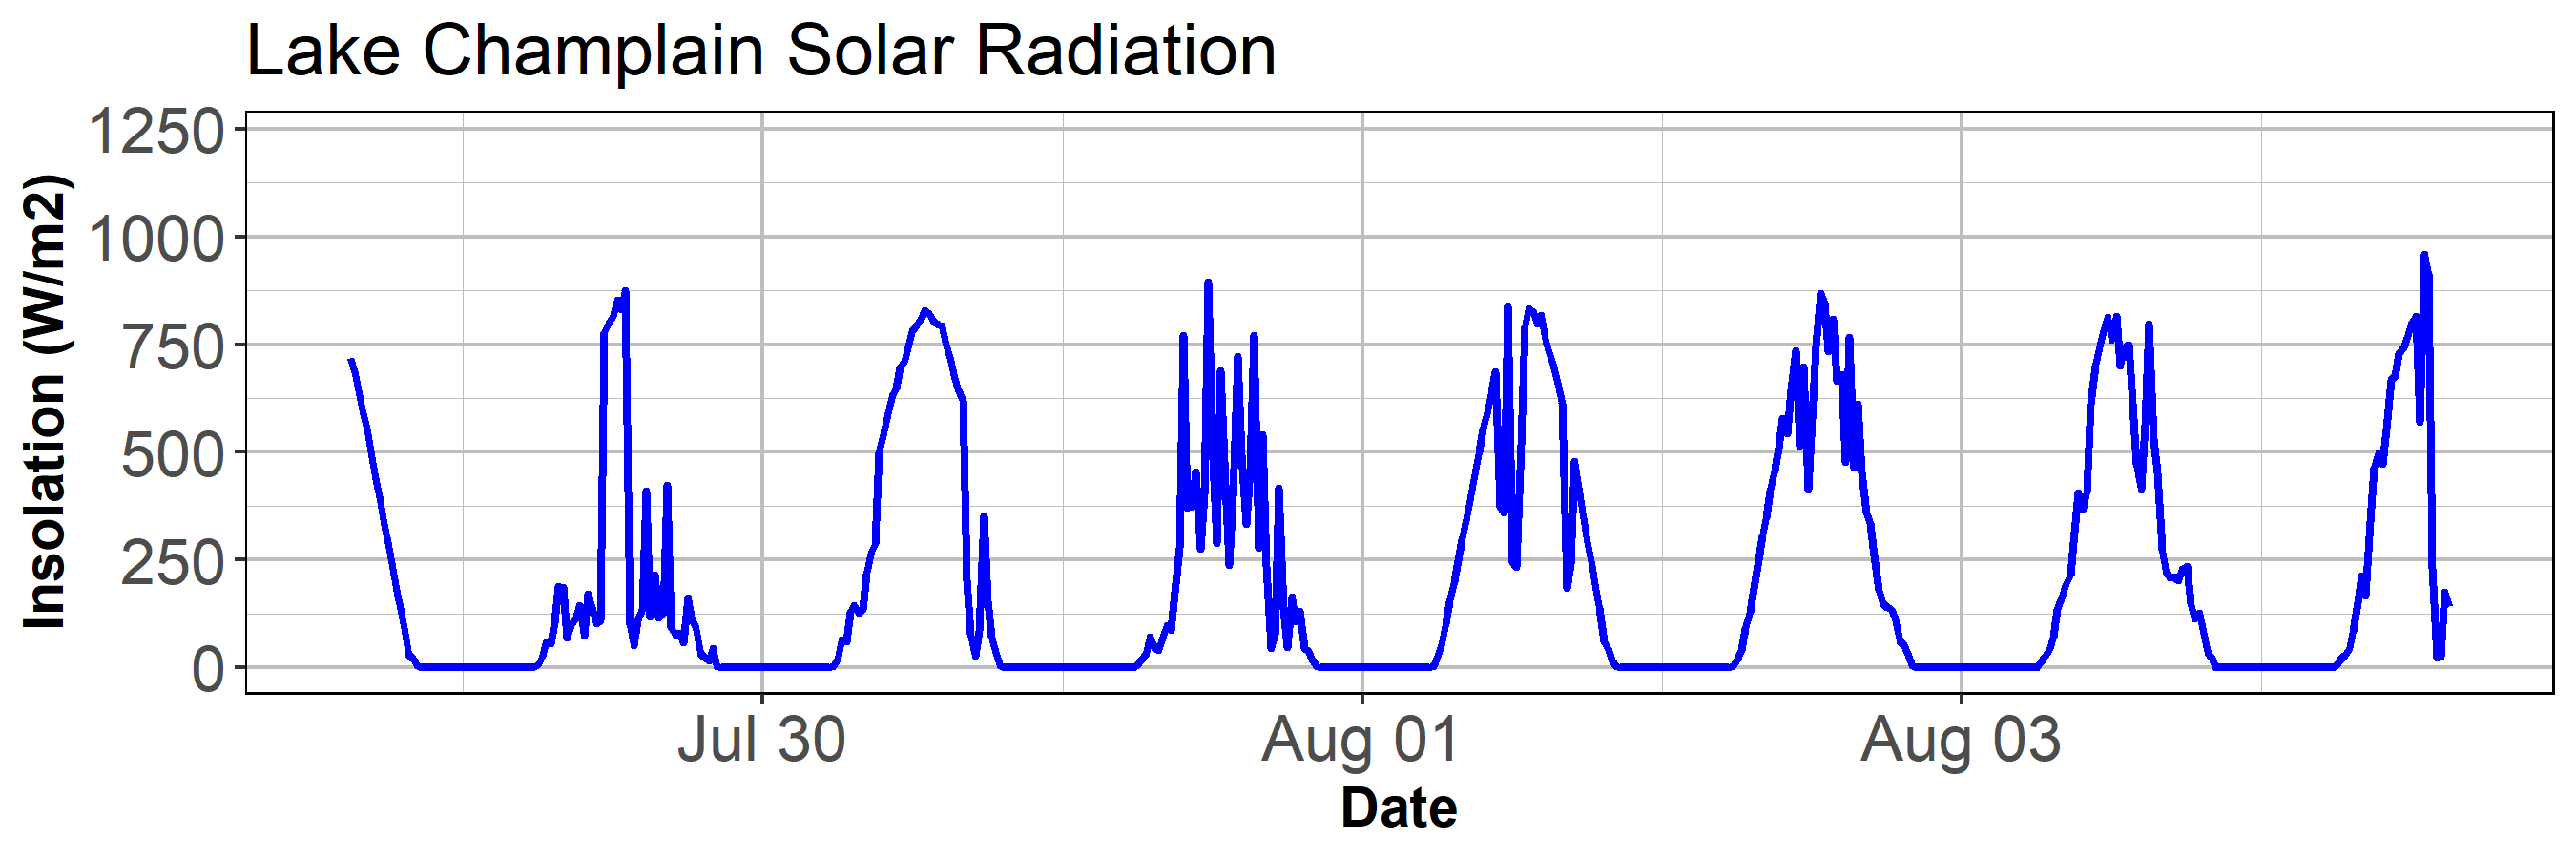 Lake Champlain Solar Radiation
Insolation (W/m2)
1250
1000
750
500
250
0
Jul 30
Aug 01
Aug 03
Date